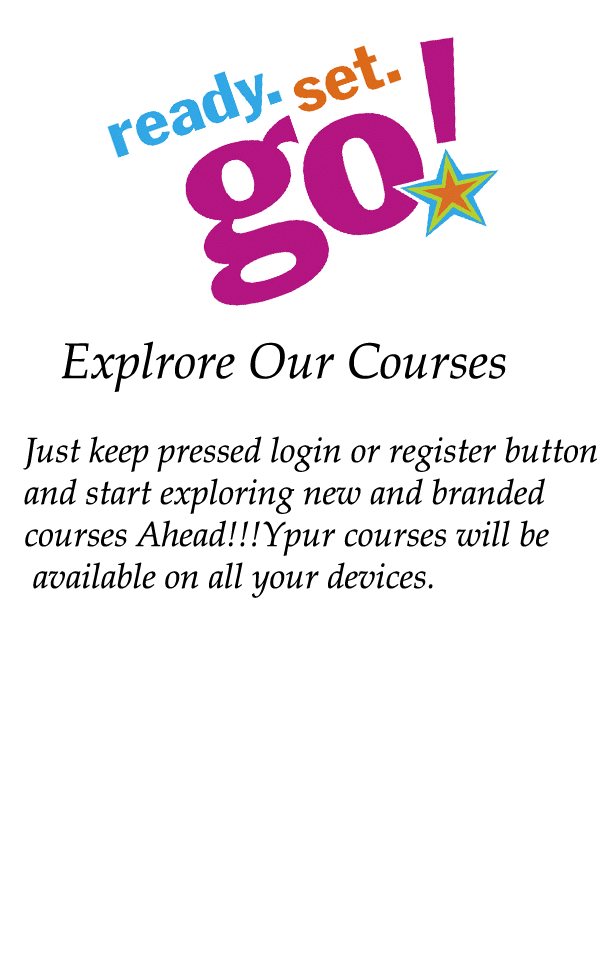 ready. set.
go!
Explrore Our Courses
Just keep pressed login or register button
and start exploring new and branded
courses Ahead!!!Ypur courses will be
available on all your devices.